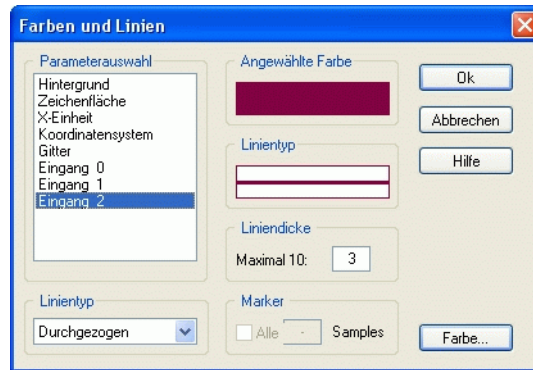 Farben und Linien
Parameterauswahl
Hintergrund
Zeichenfläche
X-Einheit
Koordinatensystem
Gitter
Eingang 0
Eingang 1
Eingang 2
Linientyp
Durchgezogen
Angewählte Farbe
Linientyp
Liniendicke
Maximal 10: 3
Marker
Alle - Samples
Ok
Abbrechen
Hilfe
Farbe...